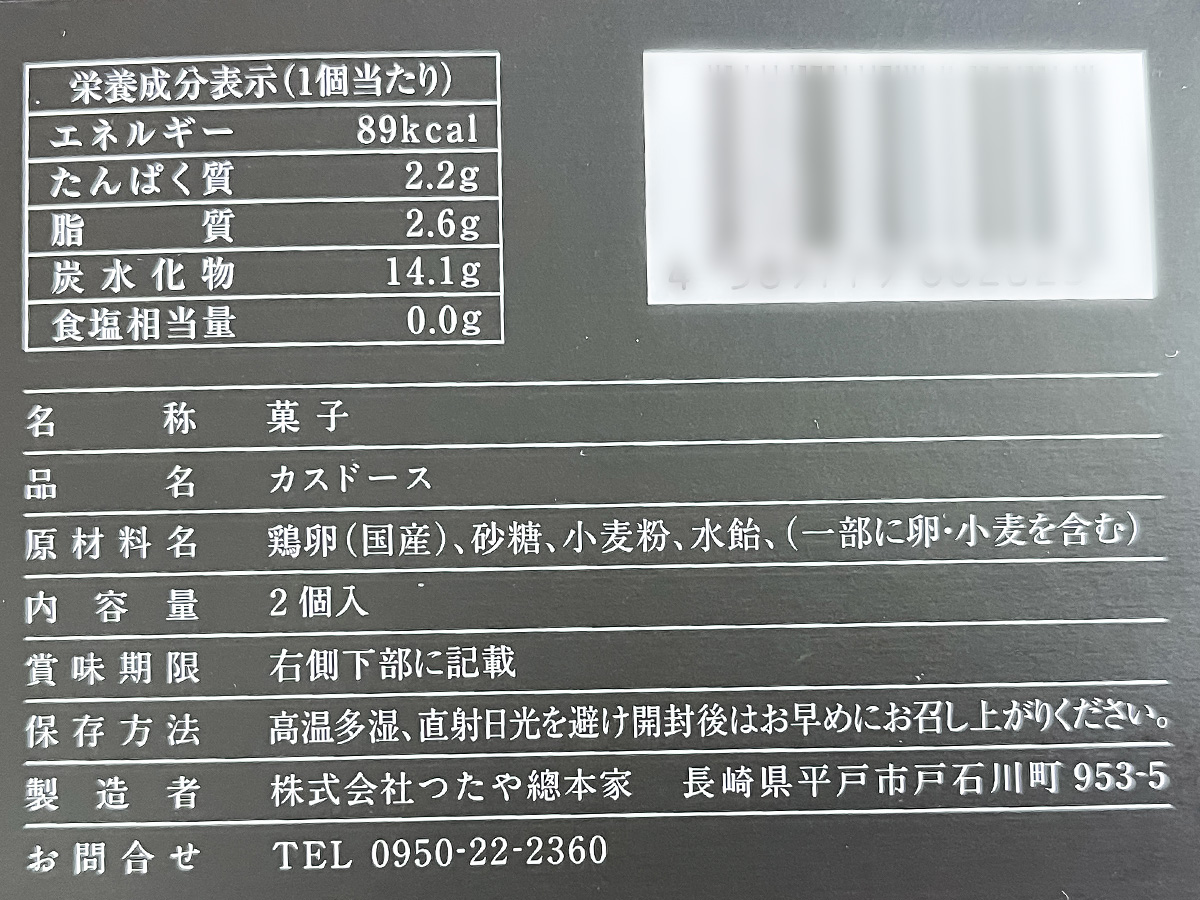 栄養成分表示(1個当たり)
エネルギー 89kcal
たんぱく質 2.2g
脂質 2.6g
炭水化物 14.1g
食塩相当量 0.0g
名称 菓子
品名 カスドース
原材料名 鶏卵(国産)、砂糖、小麦粉、水飴、(一部に卵・小麦を含む)
内容量 2個入
賞味期限 右側下部に記載
保存方法 高温多湿、直射日光を避け開封後はお早めにお召し上がりください。
製造者 株式会社つたや總本家 長崎県平戸市戸石川町953-5
お問合せ TEL 0950-22-2360